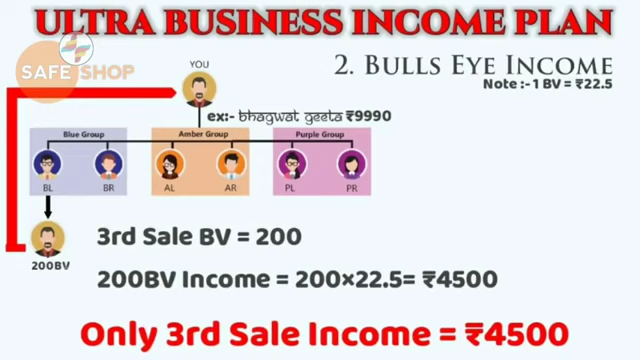 ULTRA BUSINESS INCOME PLAN
SAFE SHOP
YOU
2. BULLS EYE INCOME
Note :- 1 BV = ₹22.5
ex:- bhagwat geeta ₹9990
Blue Group Amber Group Purple Group
BL BR AL AR PL PR
200BV
3rd Sale BV = 200
200BV Income = 200×22.5= ₹4500
Only 3rd Sale Income = ₹4500